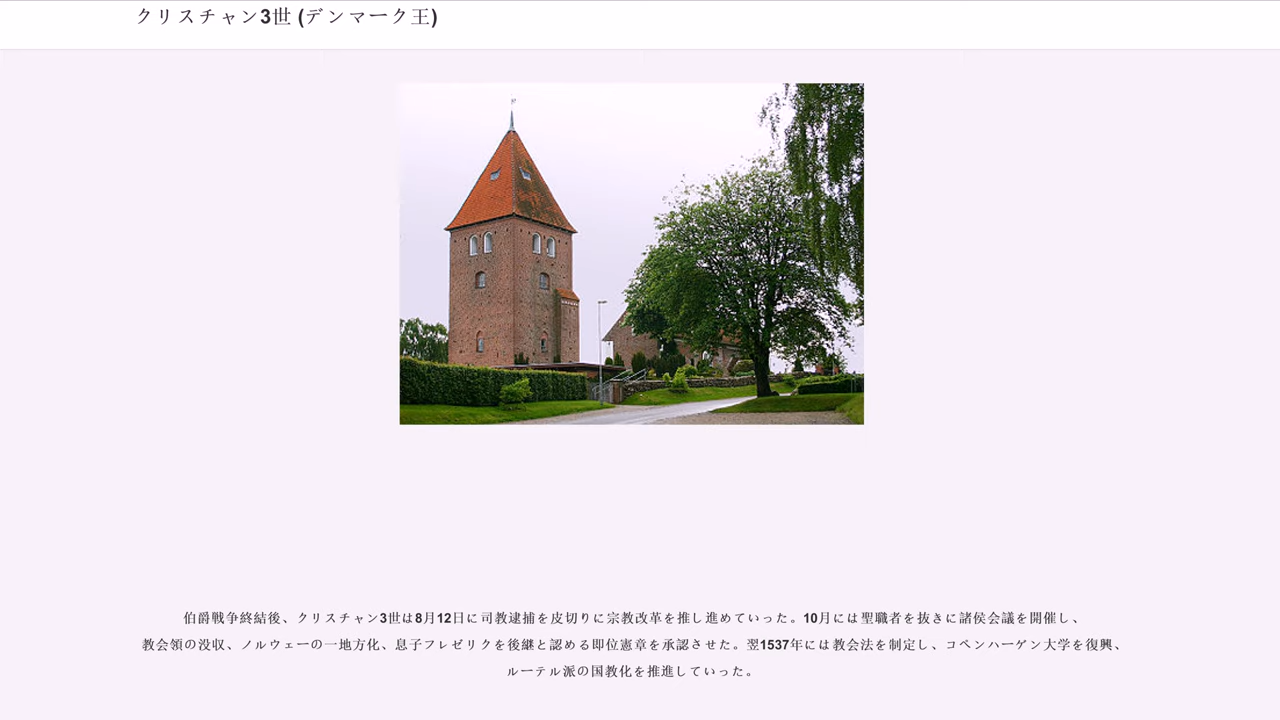 クリスチャン3世 (デンマーク王)
伯爵戦争終結後、クリスチャン3世は8月12日に司教逮捕を皮切りに宗教改革を推し進めていった。10月には聖職者を抜きに諸侯会議を開催し、
教会領の没収、ノルウェーの一地方化、息子フレゼリクを後継と認める即位憲章を承認させた。翌1537年には教会法を制定し、コペンハーゲン大学を復興、
ルーテル派の国教化を推進していった。